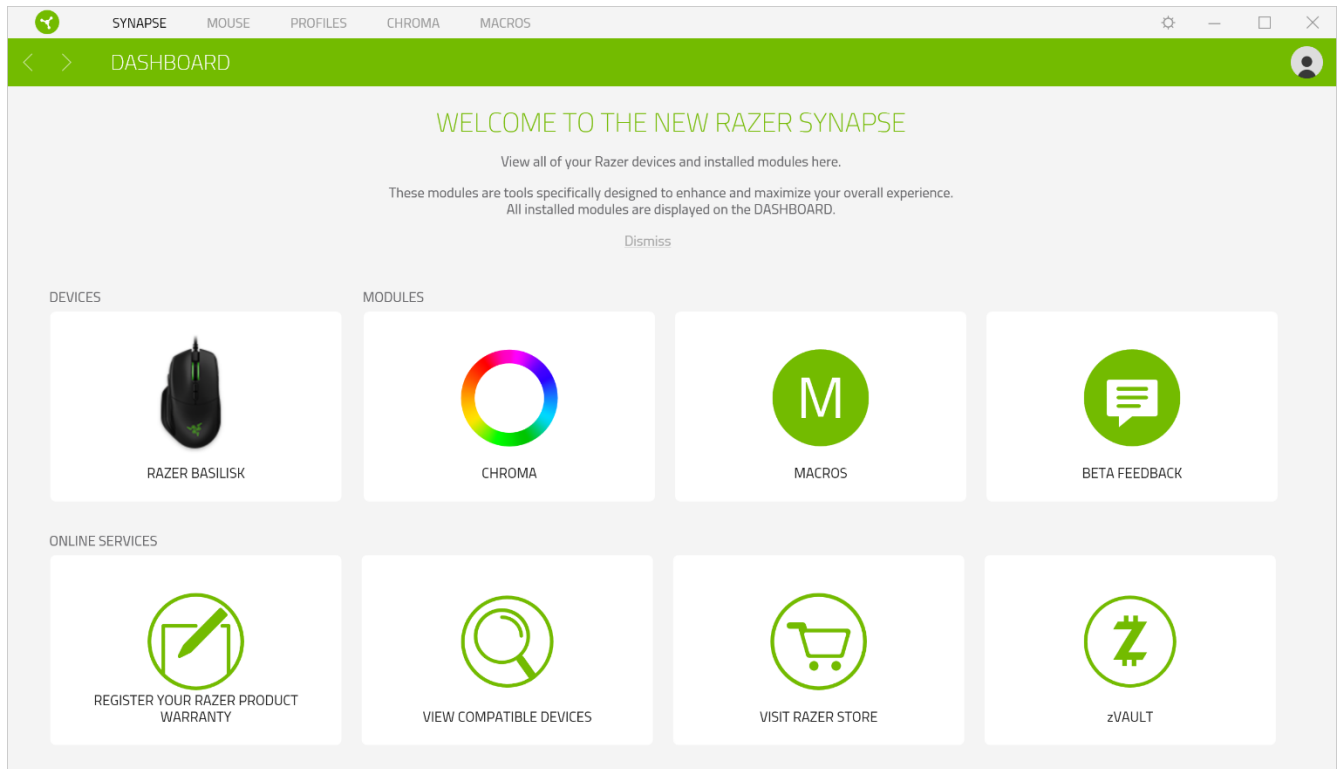 SYNAPSE MOUSE PROFILES CHROMA MACROS
DASHBOARD
WELCOME TO THE NEW RAZER SYNAPSE
View all of your Razer devices and installed modules here.
These modules are tools specifically designed to enhance and maximize your overall experience.
All installed modules are displayed on the DASHBOARD.
Dismiss
DEVICES MODULES
RAZER BASILISK CHROMA M MACROS BETA FEEDBACK
ONLINE SERVICES
REGISTER YOUR RAZER PRODUCT
WARRANTY VIEW COMPATIBLE DEVICES VISIT RAZER STORE zVAULT